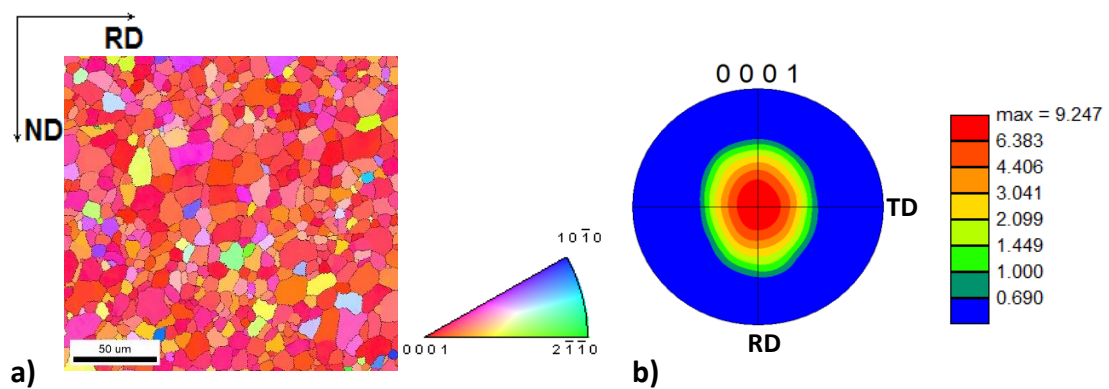 RD
ND
50 um
a)
0 0 0 1
1 0 1̅ 0
2 1̅ 1̅ 0
0 0 0 1
TD
RD
b)
max = 9.247
6.383
4.406
3.041
2.099
1.449
1.000
0.690